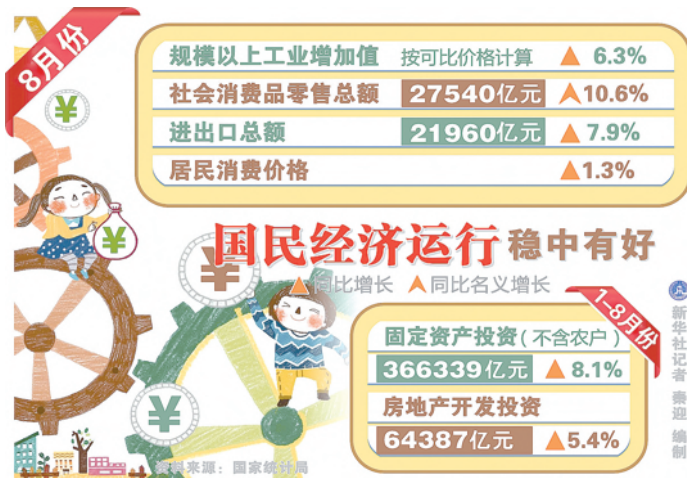 8月份
规模以上工业增加值 按可比价格计算 6.3%
社会消费品零售总额 27540亿元 10.6%
进出口总额 21960亿元 7.9%
居民消费价格 1.3%
国民经济运行 稳中有好
同比增长 同比名义增长
1-8月份
固定资产投资（不含农户）
366339亿元 8.1%
房地产开发投资
64387亿元 5.4%
资料来源：国家统计局
新华社记者 秦迎 编制
¥
¥
¥
¥